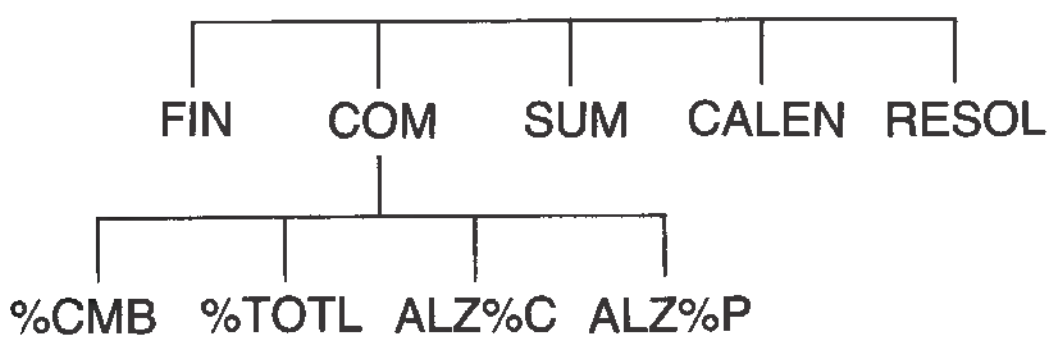 FIN COM SUM CALEN RESOL
%CMB %TOTL ALZ%C ALZ%P